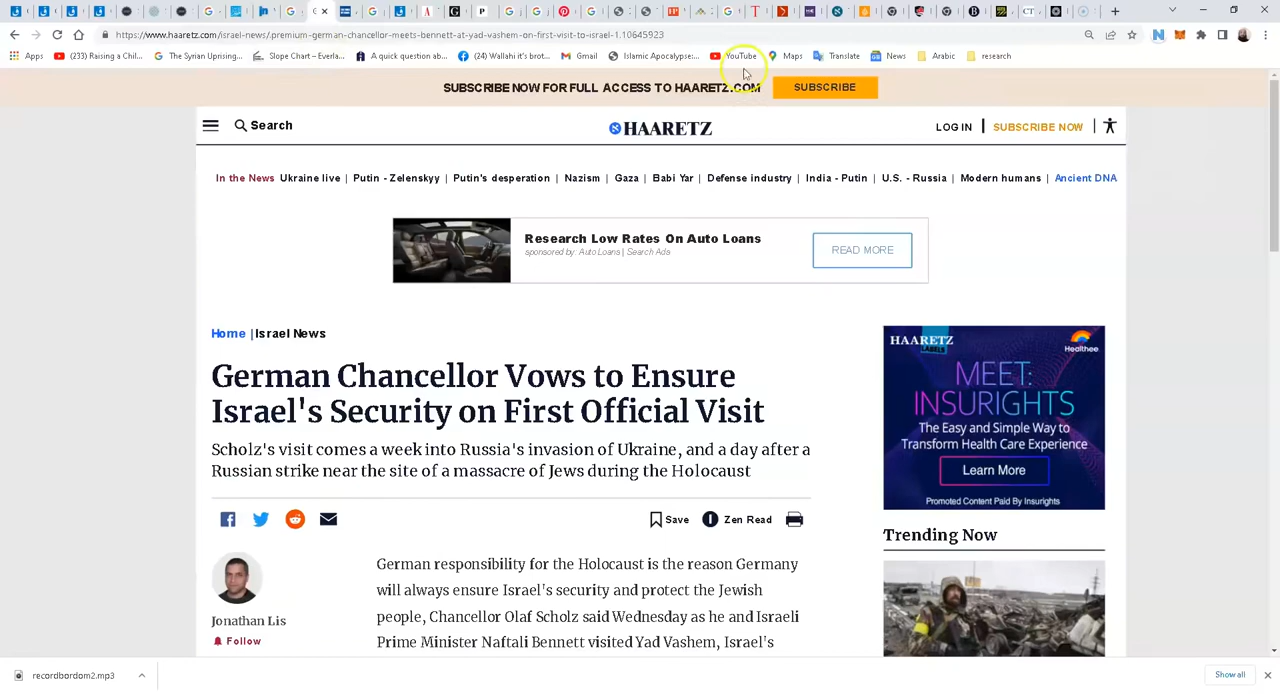 https://www.haaretz.com/israel-news/.premium-german-chancellor-meets-bennett-at-yad-vashem-on-first-visit-to-israel-1.10645923
Apps (233) Raising a Chil... The Syrian Uprising... Slope Chart – Everla... A quick question ab... (24) Wallahi it's brot... Gmail Islamic Apocalypse:... YouTube Maps Translate News Arabic research
SUBSCRIBE NOW FOR FULL ACCESS TO HAARETZ.COM SUBSCRIBE
Search HAARETZ LOG IN | SUBSCRIBE NOW |
In the News Ukraine live | Putin - Zelenskyy | Putin's desperation | Nazism | Gaza | Babi Yar | Defense industry | India - Putin | U.S. - Russia | Modern humans | Ancient DNA
Research Low Rates On Auto Loans
sponsored by: Auto Loans | Search Ads
READ MORE
Home | Israel News
German Chancellor Vows to Ensure
Israel's Security on First Official Visit
Scholz's visit comes a week into Russia's invasion of Ukraine, and a day after a
Russian strike near the site of a massacre of Jews during the Holocaust
Save Zen Read
Jonathan Lis
Follow
German responsibility for the Holocaust is the reason Germany
will always ensure Israel's security and protect the Jewish
people, Chancellor Olaf Scholz said Wednesday as he and Israeli
Prime Minister Naftali Bennett visited Yad Vashem, Israel's
HAARETZ
LABELS
Healthee
MEET:
INSURIGHTS
The Easy and Simple Way to
Transform Health Care Experience
Learn More
Promoted Content Paid By Insurights
Trending Now
recordbordom2.mp3 Show all